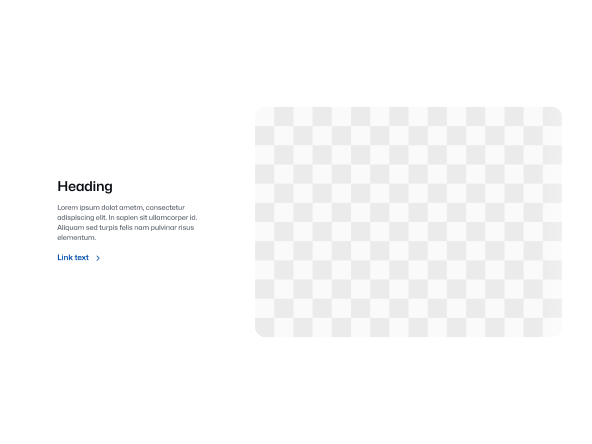 Heading
Lorem ipsum dolot ametm, consectetur
adispiscing elit. In sapien sit ullamcorper id.
Aliquam sed turpis felis nam pulvinar risus
elementum.
Link text